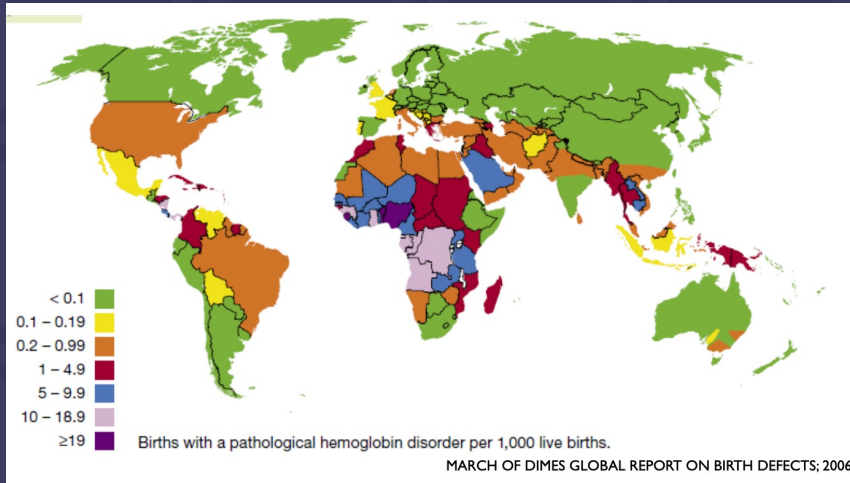 < 0.1
0.1 – 0.19
0.2 – 0.99
1 – 4.9
5 – 9.9
10 – 18.9
≥19
Births with a pathological hemoglobin disorder per 1,000 live births.
MARCH OF DIMES GLOBAL REPORT ON BIRTH DEFECTS; 2006